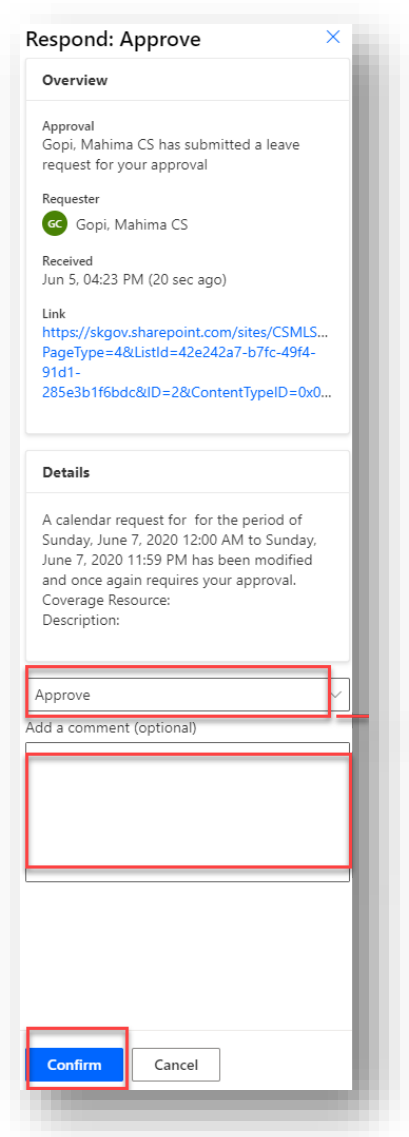 Respond: Approve
Overview
Approval
Gopi, Mahima CS has submitted a leave
request for your approval
Requester
GC Gopi, Mahima CS
Received
Jun 5, 04:23 PM (20 sec ago)
Link
https://skgov.sharepoint.com/sites/CSMLS...
PageType=4&ListId=42e242a7-b7fc-49f4-
91d1-
285e3b1f6bdc&ID=2&ContentTypeID=0x0...
Details
A calendar request for  for the period of
Sunday, June 7, 2020 12:00 AM to Sunday,
June 7, 2020 11:59 PM has been modified
and once again requires your approval.
Coverage Resource:
Description:
Approve
Add a comment (optional)
Confirm Cancel